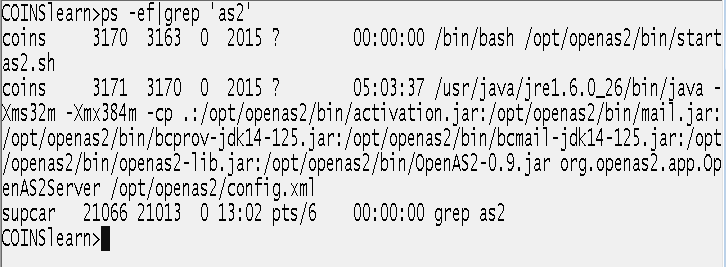 COINSlearn>ps -ef|grep 'as2'
coins 3170 3163 0 2015 ? 00:00:00 /bin/bash /opt/openas2/bin/start
as2.sh
coins 3171 3170 0 2015 ? 05:03:37 /usr/java/jre1.6.0_26/bin/java -
Xms32m -Xmx384m -cp .:/opt/openas2/bin/activation.jar:/opt/openas2/bin/mail.jar:
/opt/openas2/bin/bcprov-jdk14-125.jar:/opt/openas2/bin/bcmail-jdk14-125.jar:/opt
/openas2/bin/openas2-lib.jar:/opt/openas2/bin/OpenAS2-0.9.jar org.openas2.app.Op
enAS2Server /opt/openas2/config.xml
supcar 21066 21013 0 13:02 pts/6 00:00:00 grep as2
COINSlearn>